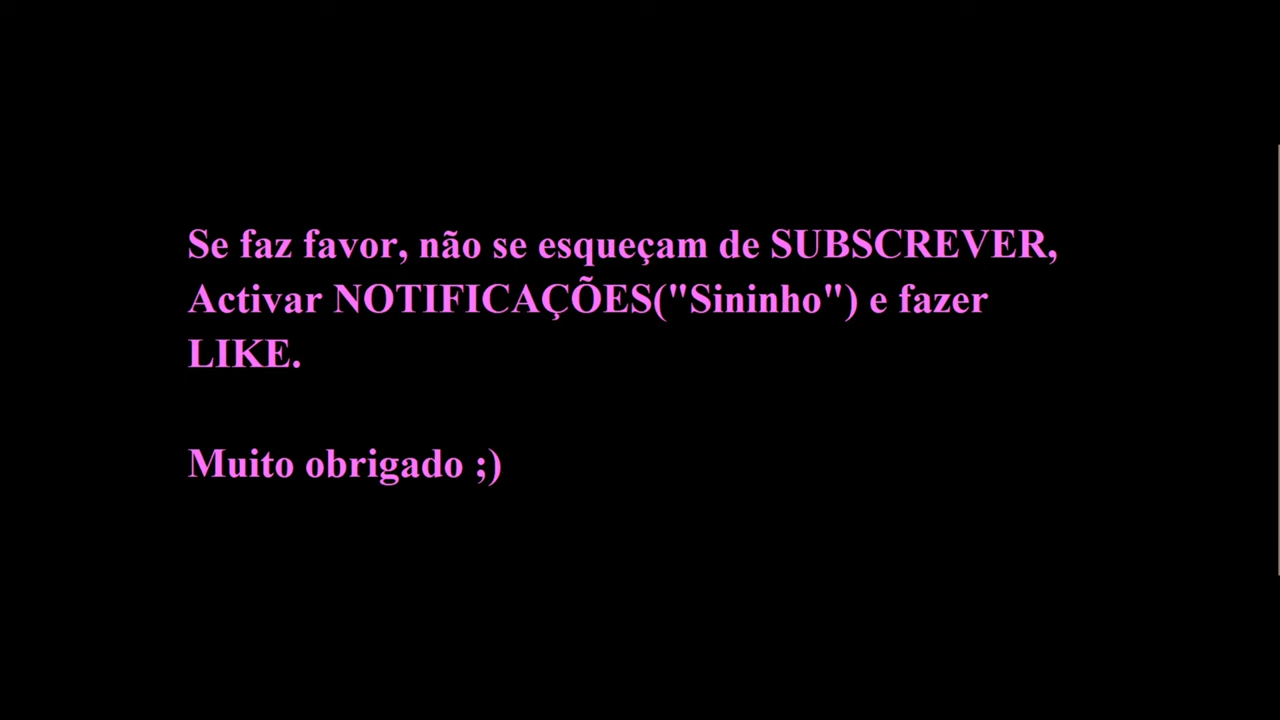 Se faz favor, não se esqueçam de SUBSCREVER,
Activar NOTIFICAÇÕES("Sininho") e fazer
LIKE.
Muito obrigado ;)